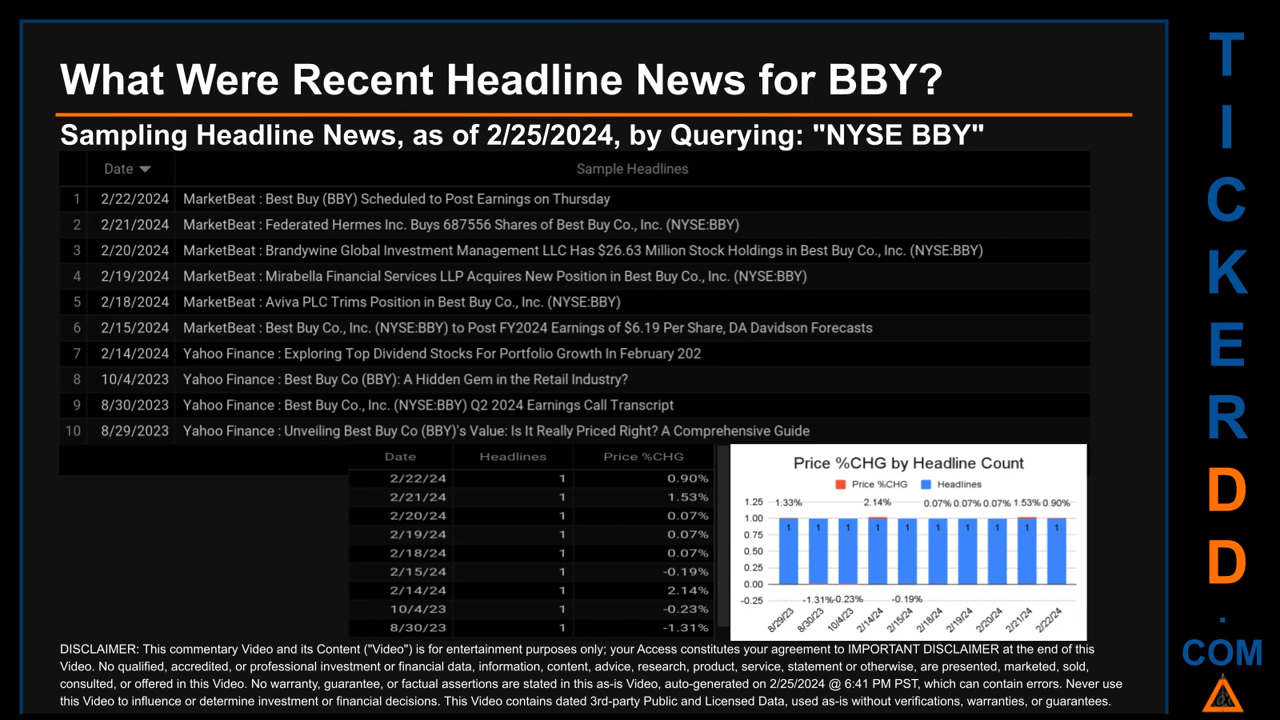 What Were Recent Headline News for BBY?
Sampling Headline News, as of 2/25/2024, by Querying: "NYSE BBY"
Date Sample Headlines
1 2/22/2024 MarketBeat : Best Buy (BBY) Scheduled to Post Earnings on Thursday
2 2/21/2024 MarketBeat : Federated Hermes Inc. Buys 687556 Shares of Best Buy Co., Inc. (NYSE:BBY)
3 2/20/2024 MarketBeat : Brandywine Global Investment Management LLC Has $26.63 Million Stock Holdings in Best Buy Co., Inc. (NYSE:BBY)
4 2/19/2024 MarketBeat : Mirabella Financial Services LLP Acquires New Position in Best Buy Co., Inc. (NYSE:BBY)
5 2/18/2024 MarketBeat : Aviva PLC Trims Position in Best Buy Co., Inc. (NYSE:BBY)
6 2/15/2024 MarketBeat : Best Buy Co., Inc. (NYSE:BBY) to Post FY2024 Earnings of $6.19 Per Share, DA Davidson Forecasts
7 2/14/2024 Yahoo Finance : Exploring Top Dividend Stocks For Portfolio Growth In February 202
8 10/4/2023 Yahoo Finance : Best Buy Co (BBY): A Hidden Gem in the Retail Industry?
9 8/30/2023 Yahoo Finance : Best Buy Co., Inc. (NYSE:BBY) Q2 2024 Earnings Call Transcript
10 8/29/2023 Yahoo Finance : Unveiling Best Buy Co (BBY)'s Value: Is It Really Priced Right? A Comprehensive Guide
Date Headlines Price %CHG
2/22/24 1 0.90%
2/21/24 1 1.53%
2/20/24 1 0.07%
2/19/24 1 0.07%
2/18/24 1 0.07%
2/15/24 1 -0.19%
2/14/24 1 2.14%
10/4/23 1 -0.23%
8/30/23 1 -1.31%
Price %CHG by Headline Count
Price %CHG Headlines
1.25 1.33% 2.14% 0.07% 0.07% 0.07% 1.53% 0.90%
1.00 1 1 1 1 1 1 1 1 1 1
0.75
0.50
0.25
0.00
-0.25 -1.31% -0.23% -0.19%
8/29/23 8/30/23 10/4/23 2/14/24 2/15/24 2/18/24 2/19/24 2/20/24 2/21/24 2/22/24
DISCLAIMER: This commentary Video and its Content ("Video") is for entertainment purposes only; your Access constitutes your agreement to IMPORTANT DISCLAIMER at the end of this
Video. No qualified, accredited, or professional investment or financial data, information, content, advice, research, product, service, statement or otherwise, are presented, marketed, sold,
consulted, or offered in this Video. No warranty, guarantee, or factual assertions are stated in this as-is Video, auto-generated on 2/25/2024 @ 6:41 PM PST, which can contain errors. Never use
this Video to influence or determine investment or financial decisions. This Video contains dated 3rd-party Public and Licensed Data, used as-is without verifications, warranties, or guarantees.
T
I
C
K
E
R
D
D
.
COM